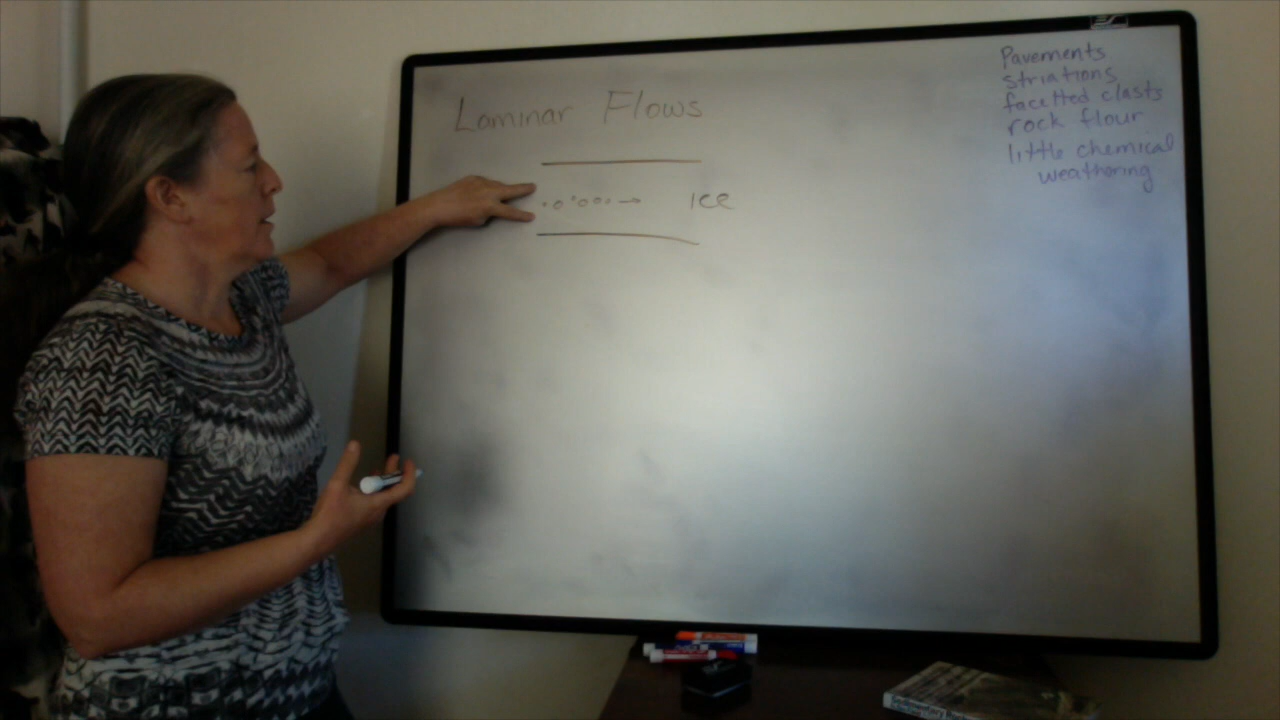 Laminar Flows
ICE
Pavements
striations
facetted clasts
rock flour
little chemical
weathering